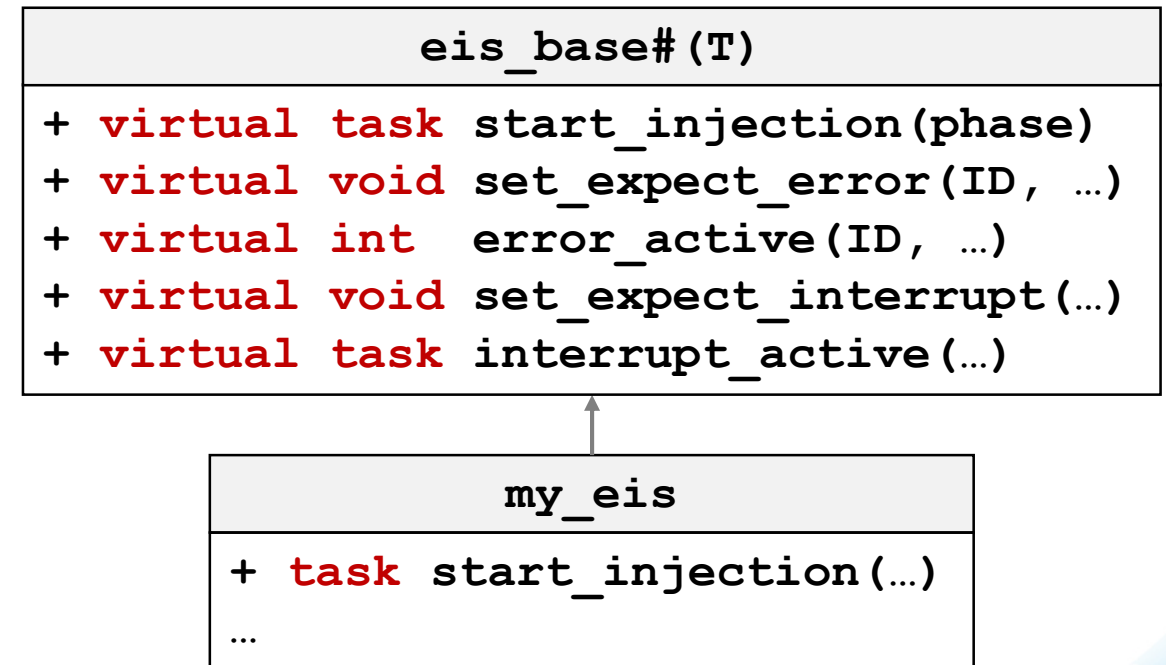 eis_base#(T)
+ virtual task start_injection(phase)
+ virtual void set_expect_error(ID, …)
+ virtual int error_active(ID, …)
+ virtual void set_expect_interrupt(…)
+ virtual task interrupt_active(…)
my_eis
+ task start_injection(…)
…